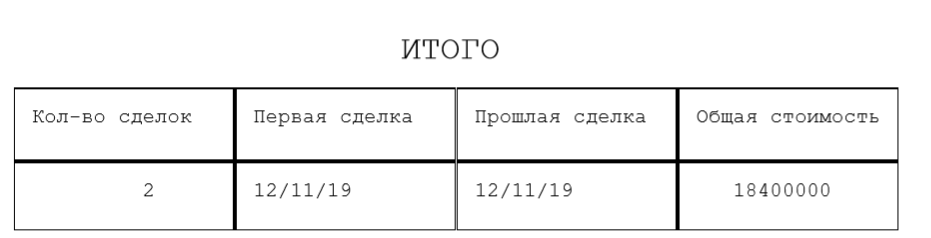 ИТОГО
Кол-во сделок Первая сделка Прошлая сделка Общая стоимость
2 12/11/19 12/11/19 18400000